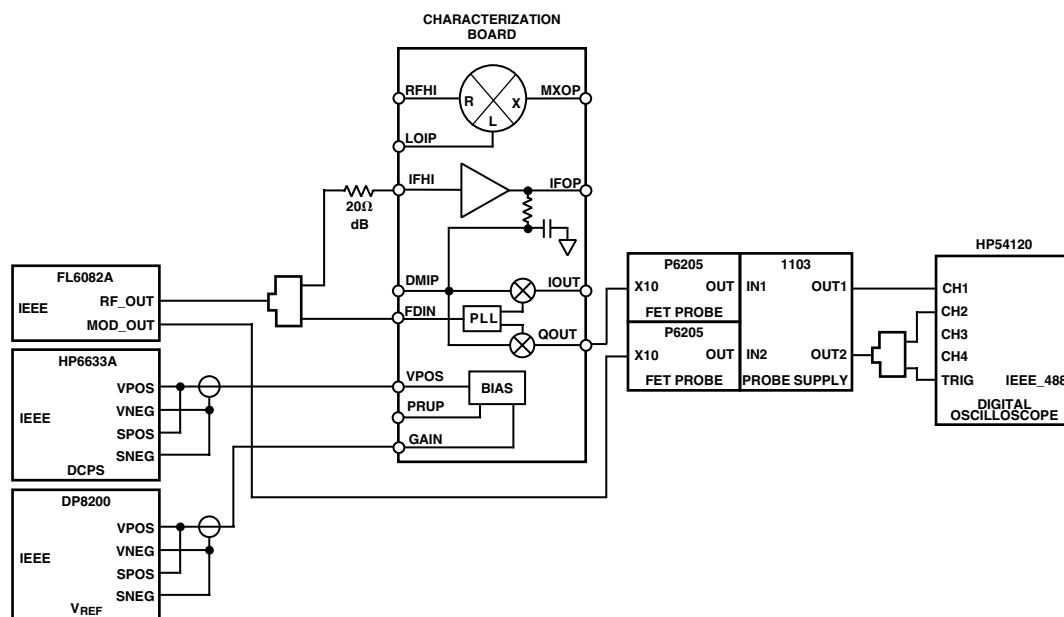 CHARACTERIZATION
BOARD
RFHI
R
X
L
MXOP
LOIP
IFHI
IFOP
20Ω
dB
DMIP
IOUT
FDIN
PLL
QOUT
VPOS
BIAS
PRUP
GAIN
FL6082A
IEEE
RF_OUT
MOD_OUT
HP6633A
VPOS
VNEG
IEEE
SPOS
SNEG
DCPS
DP8200
VPOS
IEEE
VNEG
SPOS
SNEG
VREF
P6205
X10
OUT
FET PROBE
P6205
X10
OUT
FET PROBE
1103
IN1
OUT1
IN2
OUT2
PROBE SUPPLY
HP54120
CH1
CH2
CH3
CH4
TRIG
IEEE_488
DIGITAL
OSCILLOSCOPE